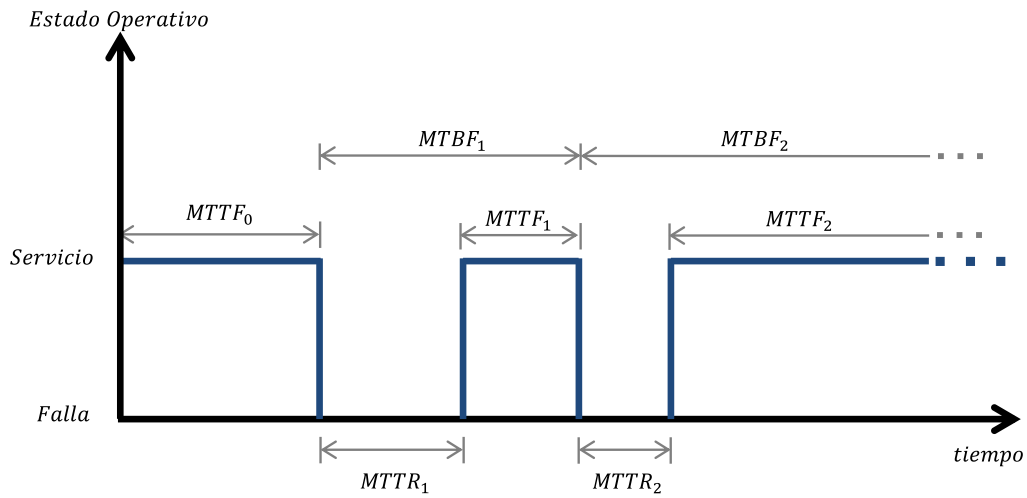 Estado Operativo
MTBF₁
MTBF₂
MTTF₀
MTTF₁
MTTF₂
Servicio
Falla
tiempo
MTTR₁
MTTR₂